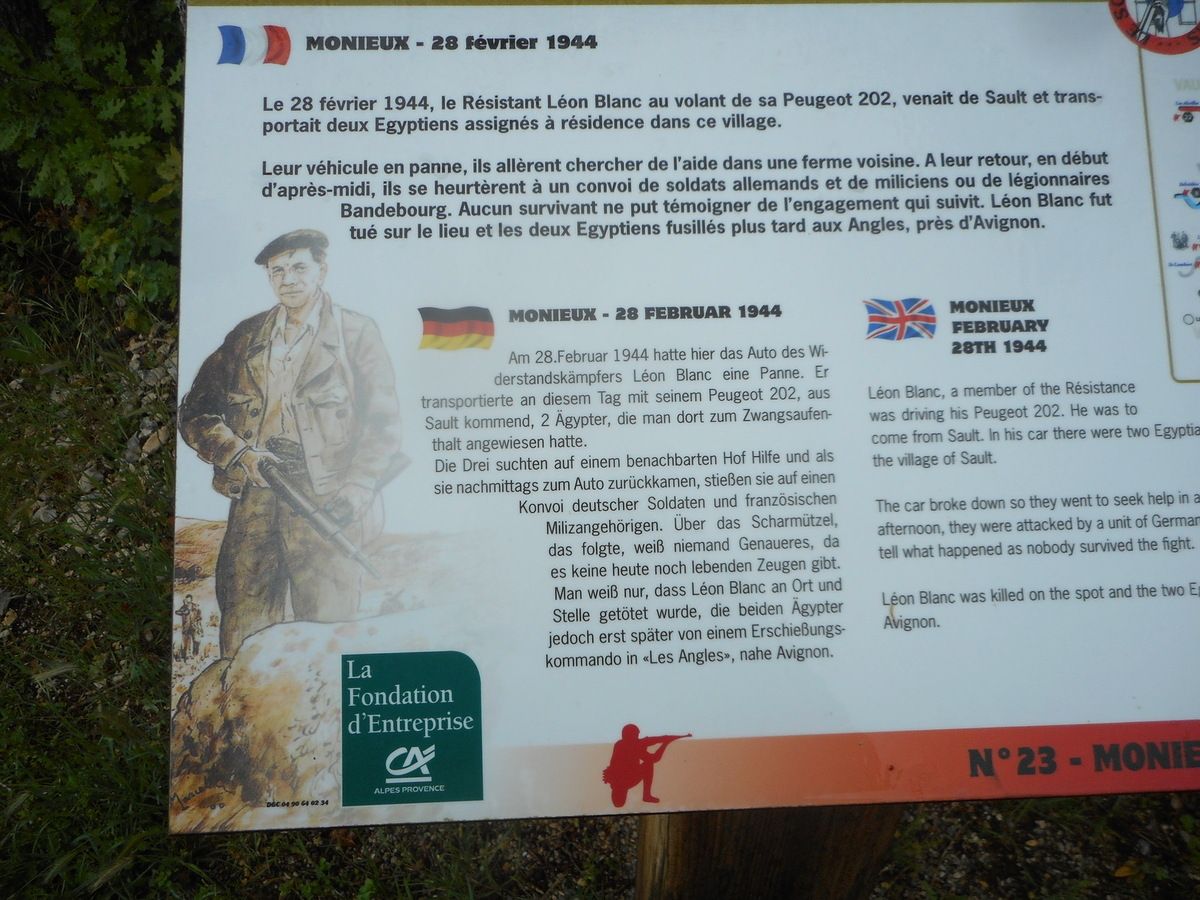 MONIEUX - 28 février 1944
Le 28 février 1944, le Résistant Léon Blanc au volant de sa Peugeot 202, venait de Sault et trans-
portait deux Egyptiens assignés à résidence dans ce village.
Leur véhicule en panne, ils allèrent chercher de l'aide dans une ferme voisine. A leur retour, en début
d'après-midi, ils se heurtèrent à un convoi de soldats allemands et de miliciens ou de légionnaires
Bandebourg. Aucun survivant ne put témoigner de l'engagement qui suivit. Léon Blanc fut
tué sur le lieu et les deux Egyptiens fusillés plus tard aux Angles, près d'Avignon.
MONIEUX - 28 FEBRUAR 1944
Am 28.Februar 1944 hatte hier das Auto des Wi-
derstandskämpfers Léon Blanc eine Panne. Er
transportierte an diesem Tag mit seinem Peugeot 202, aus
Sault kommend, 2 Ägypter, die man dort zum Zwangsaufen-
thalt angewiesen hatte.
Die Drei suchten auf einem benachbarten Hof Hilfe und als
sie nachmittags zum Auto zurückkamen, stießen sie auf einen
Konvoi deutscher Soldaten und französischen
Milizangehörigen. Über das Scharmützel,
das folgte, weiß niemand Genaueres, da
es keine heute noch lebenden Zeugen gibt.
Man weiß nur, dass Léon Blanc an Ort und
Stelle getötet wurde, die beiden Ägypter
jedoch erst später von einem Erschießungs-
kommando in «Les Angles», nahe Avignon.
MONIEUX
FEBRUARY
28TH 1944
Léon Blanc, a member of the Résistance
was driving his Peugeot 202. He was to
come from Sault. In his car there were two Egyptia
the village of Sault.
The car broke down so they went to seek help in a
afternoon, they were attacked by a unit of German
tell what happened as nobody survived the fight.
Léon Blanc was killed on the spot and the two Eg
Avignon.
La
Fondation
d'Entreprise
CA
ALPES PROVENCE
DGC 04 90 64 02 34
N°23 - MONIE